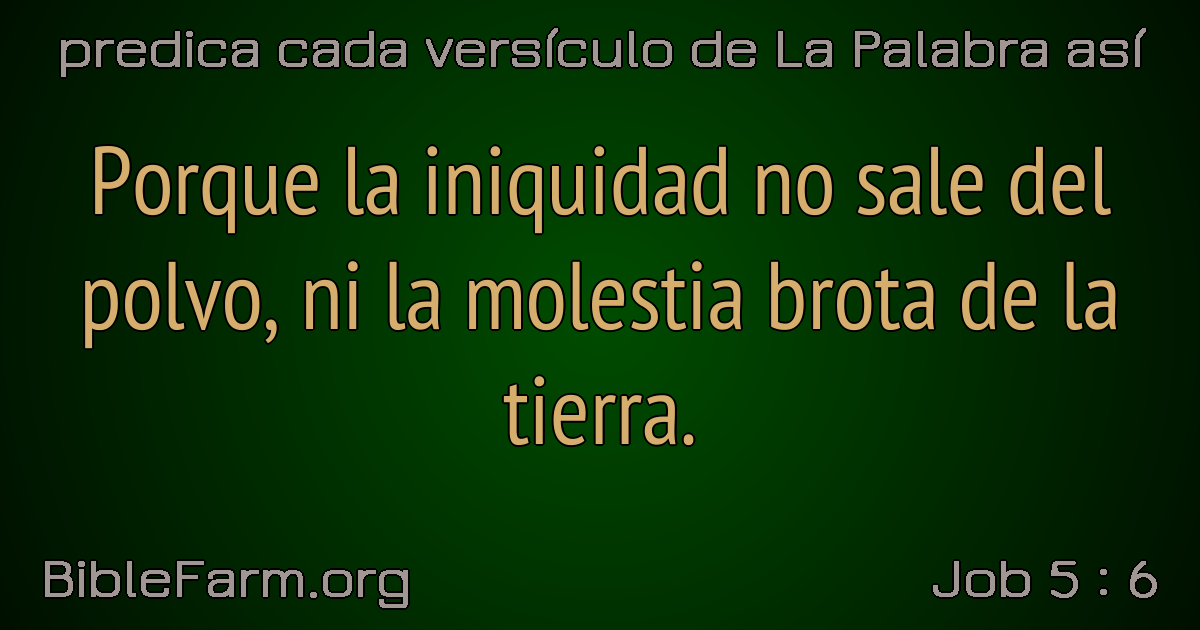 predica cada versículo de La Palabra así
Porque la iniquidad no sale del
polvo, ni la molestia brota de la
tierra.
BibleFarm.org
Job 5 : 6